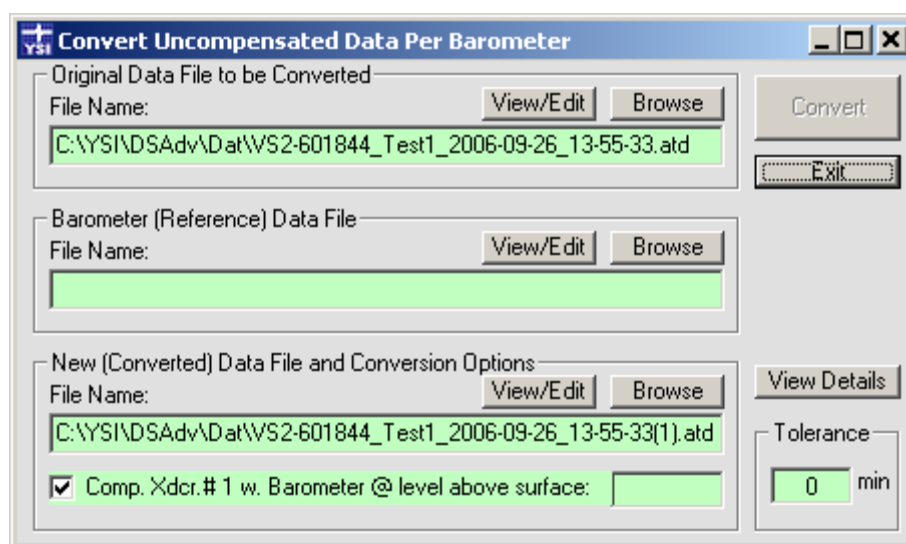 YSI Convert Uncompensated Data Per Barometer
Original Data File to be Converted
File Name: View/Edit Browse
Convert
C:\YSI\DSAdv\Dat\VS2-601844_Test1_2006-09-26_13-55-33.atd
Exit
Barometer (Reference) Data File
File Name: View/Edit Browse
New (Converted) Data File and Conversion Options
File Name: View/Edit Browse
View Details
C:\YSI\DSAdv\Dat\VS2-601844_Test1_2006-09-26_13-55-33(1).atd
Tolerance
Comp. Xdcr.# 1 w. Barometer @ level above surface:
0 min